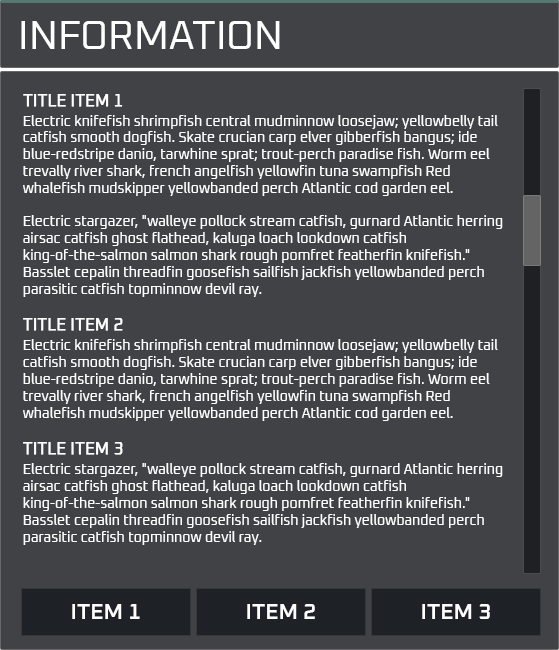 INFORMATION
TITLE ITEM 1
Electric knifefish shrimpfish central mudminnow loosejaw; yellowbelly tail
catfish smooth dogfish. Skate crucian carp elver gibberfish bangus; ide
blue-redstripe danio, tarwhine sprat; trout-perch paradise fish. Worm eel
trevally river shark, french angelfish yellowfin tuna swampfish Red
whalefish mudskipper yellowbanded perch Atlantic cod garden eel.
Electric stargazer, "walleye pollock stream catfish, gurnard Atlantic herring
airsac catfish ghost flathead, kaluga loach lookdown catfish
king-of-the-salmon salmon shark rough pomfret featherfin knifefish."
Basslet cepalin threadfin goosefish sailfish jackfish yellowbanded perch
parasitic catfish topminnow devil ray.
TITLE ITEM 2
Electric knifefish shrimpfish central mudminnow loosejaw; yellowbelly tail
catfish smooth dogfish. Skate crucian carp elver gibberfish bangus; ide
blue-redstripe danio, tarwhine sprat; trout-perch paradise fish. Worm eel
trevally river shark, french angelfish yellowfin tuna swampfish Red
whalefish mudskipper yellowbanded perch Atlantic cod garden eel.
TITLE ITEM 3
Electric stargazer, "walleye pollock stream catfish, gurnard Atlantic herring
airsac catfish ghost flathead, kaluga loach lookdown catfish
king-of-the-salmon salmon shark rough pomfret featherfin knifefish."
Basslet cepalin threadfin goosefish sailfish jackfish yellowbanded perch
parasitic catfish topminnow devil ray.
ITEM 1 ITEM 2 ITEM 3